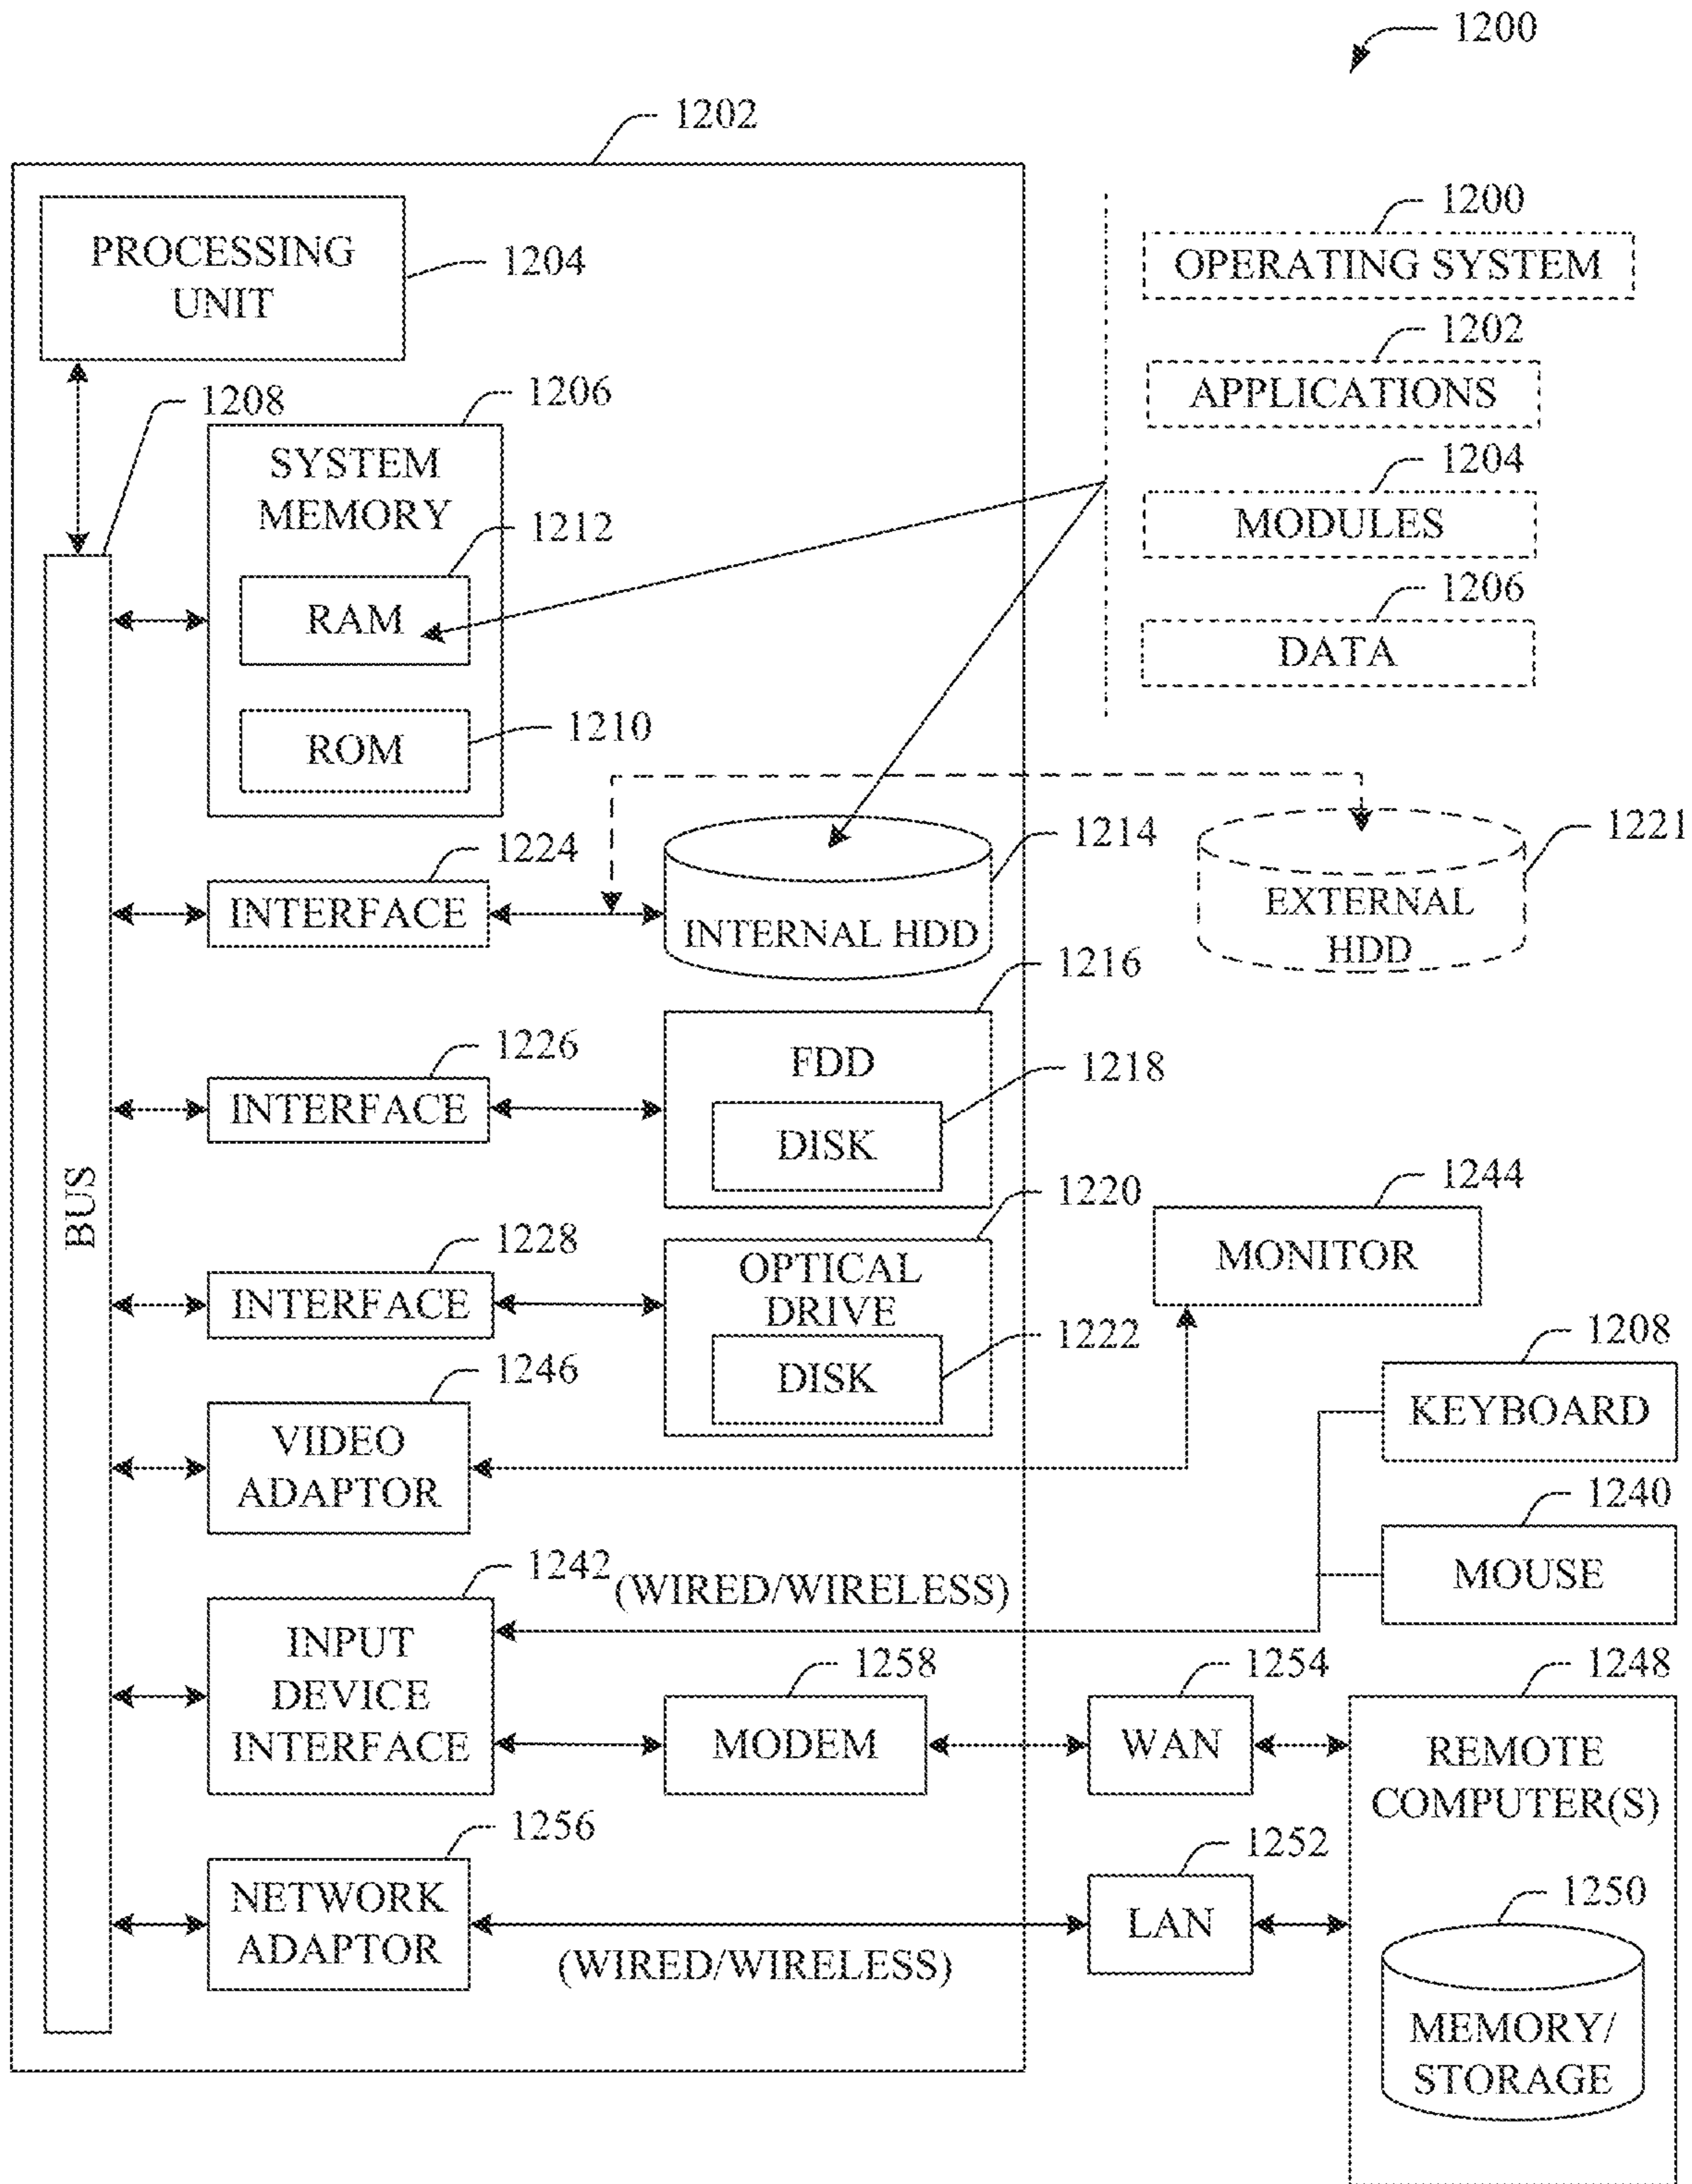 1200
1202
PROCESSING
UNIT
1204
1200
OPERATING SYSTEM
1202
APPLICATIONS
1204
MODULES
1206
DATA
1208
1206
SYSTEM
MEMORY
1212
RAM
1210
ROM
1224
INTERFACE
1214
INTERNAL HDD
1221
EXTERNAL
HDD
1226
INTERFACE
1216
FDD
1218
DISK
BUS
1228
INTERFACE
1220
OPTICAL
DRIVE
1222
DISK
1244
MONITOR
1246
VIDEO
ADAPTOR
1208
KEYBOARD
1240
MOUSE
1242
(WIRED/WIRELESS)
INPUT
DEVICE
INTERFACE
1258
MODEM
1254
WAN
1248
REMOTE
COMPUTER(S)
1256
NETWORK
ADAPTOR
(WIRED/WIRELESS)
1252
LAN
1250
MEMORY/
STORAGE